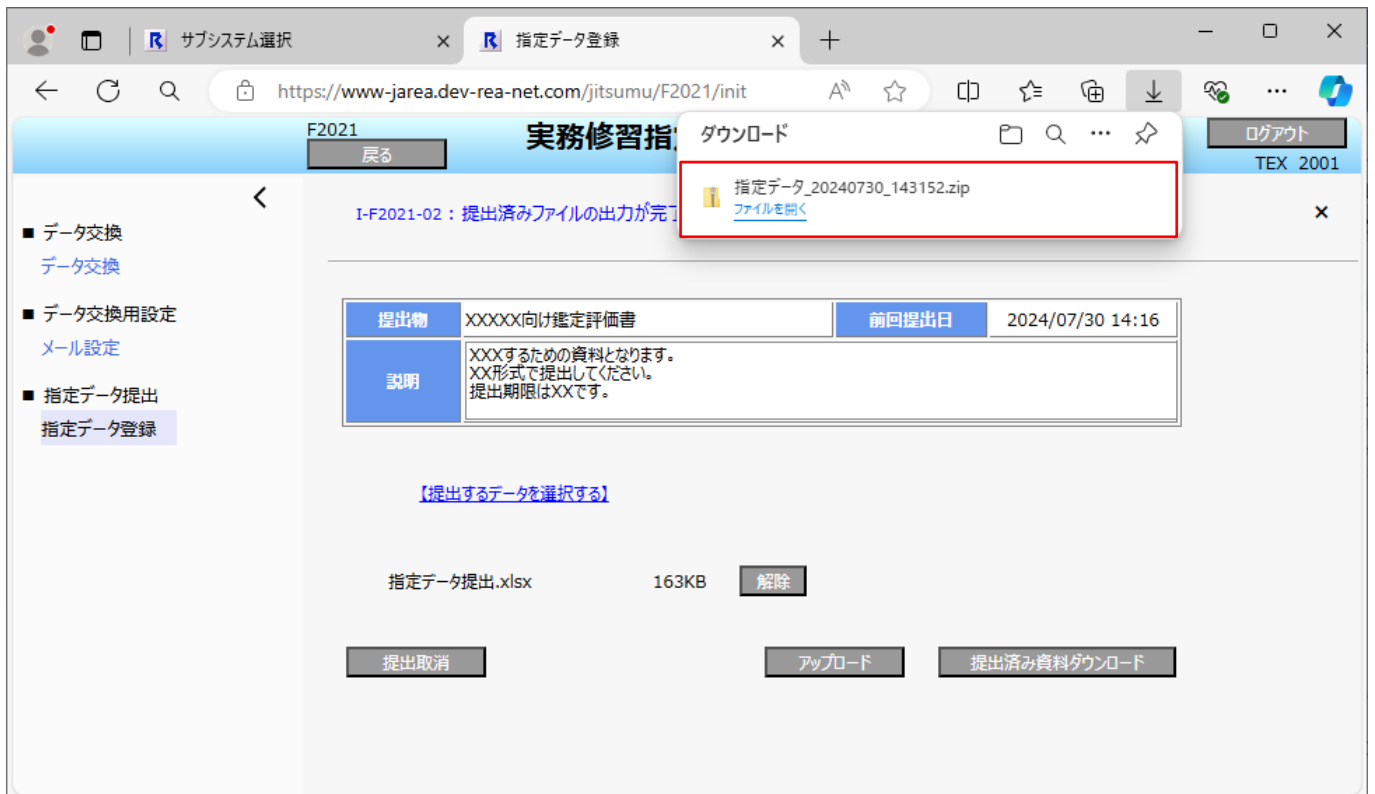 サブシステム選択
指定データ登録
https://www-jarea.dev-rea-net.com/jitsumu/F2021/init
F2021
戻る
実務修習指
ダウンロード
ログアウト
TEX 2001
指定データ_20240730_143152.zip
ファイルを開く
I-F2021-02：提出済みファイルの出力が完了
■ データ交換
データ交換
■ データ交換用設定
メール設定
■ 指定データ提出
指定データ登録
提出物 XXXXX向け鑑定評価書 前回提出日 2024/07/30 14:16
説明
XXXするための資料となります。
XX形式で提出してください。
提出期限はXXです。
【提出するデータを選択する】
指定データ提出.xlsx 163KB 解除
提出取消 アップロード 提出済み資料ダウンロード